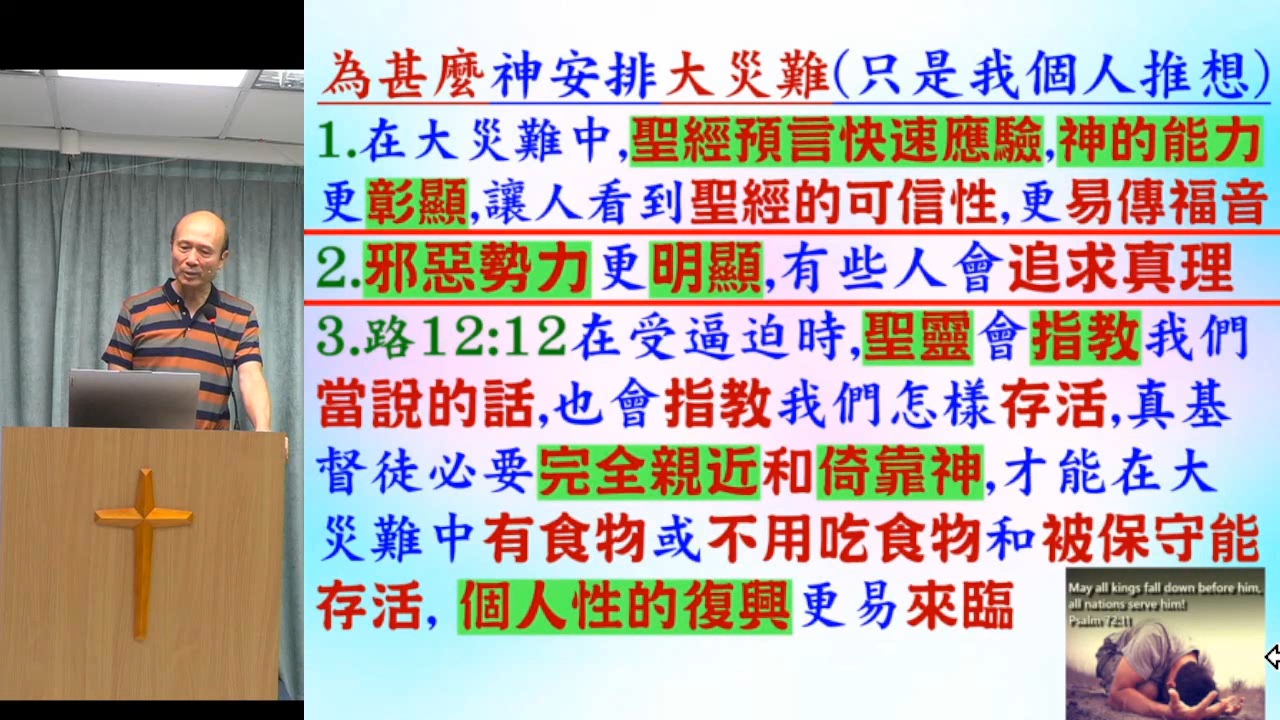 為甚麼神安排大災難(只是我個人推想)
1.在大災難中,聖經預言快速應驗,神的能力
更彰顯,讓人看到聖經的可信性,更易傳福音
2.邪惡勢力更明顯,有些人會追求真理
3.路12:12在受逼迫時,聖靈會指教我們
當說的話,也會指教我們怎樣存活,真基
督徒必要完全親近和倚靠神,才能在大
災難中有食物或不用吃食物和被保守能
存活, 個人性的復興更易來臨
May all kings fall down before him,
all nations serve him!
Psalm 72:11